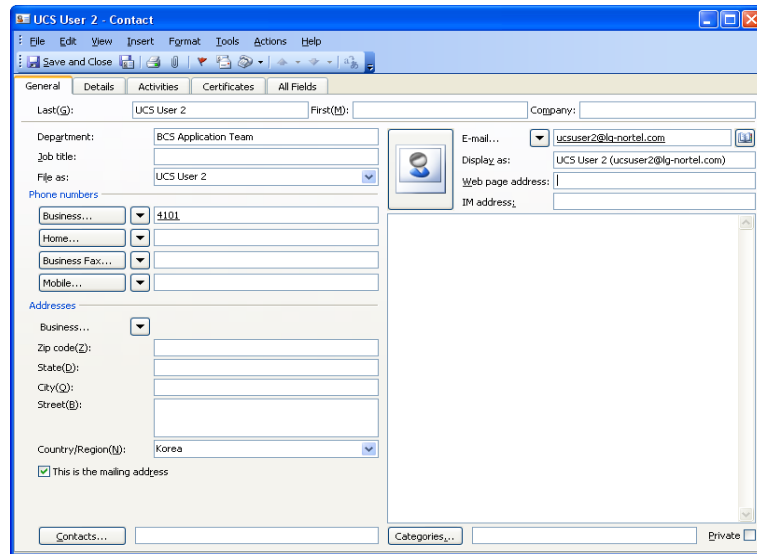 UCS User 2 - Contact
File Edit View Insert Format Tools Actions Help
Save and Close
General Details Activities Certificates All Fields
Last(G): UCS User 2 First(M): Company:
Department: BCS Application Team
Job title:
File as: UCS User 2
E-mail... ucsuser2@lg-nortel.com
Display as: UCS User 2 (ucsuser2@lg-nortel.com)
Web page address:
IM address:
Phone numbers
Business... 4101
Home...
Business Fax...
Mobile...
Addresses
Business...
Zip code(Z):
State(D):
City(Q):
Street(B):
Country/Region(N): Korea
This is the mailing address
Contacts... Categories... Private